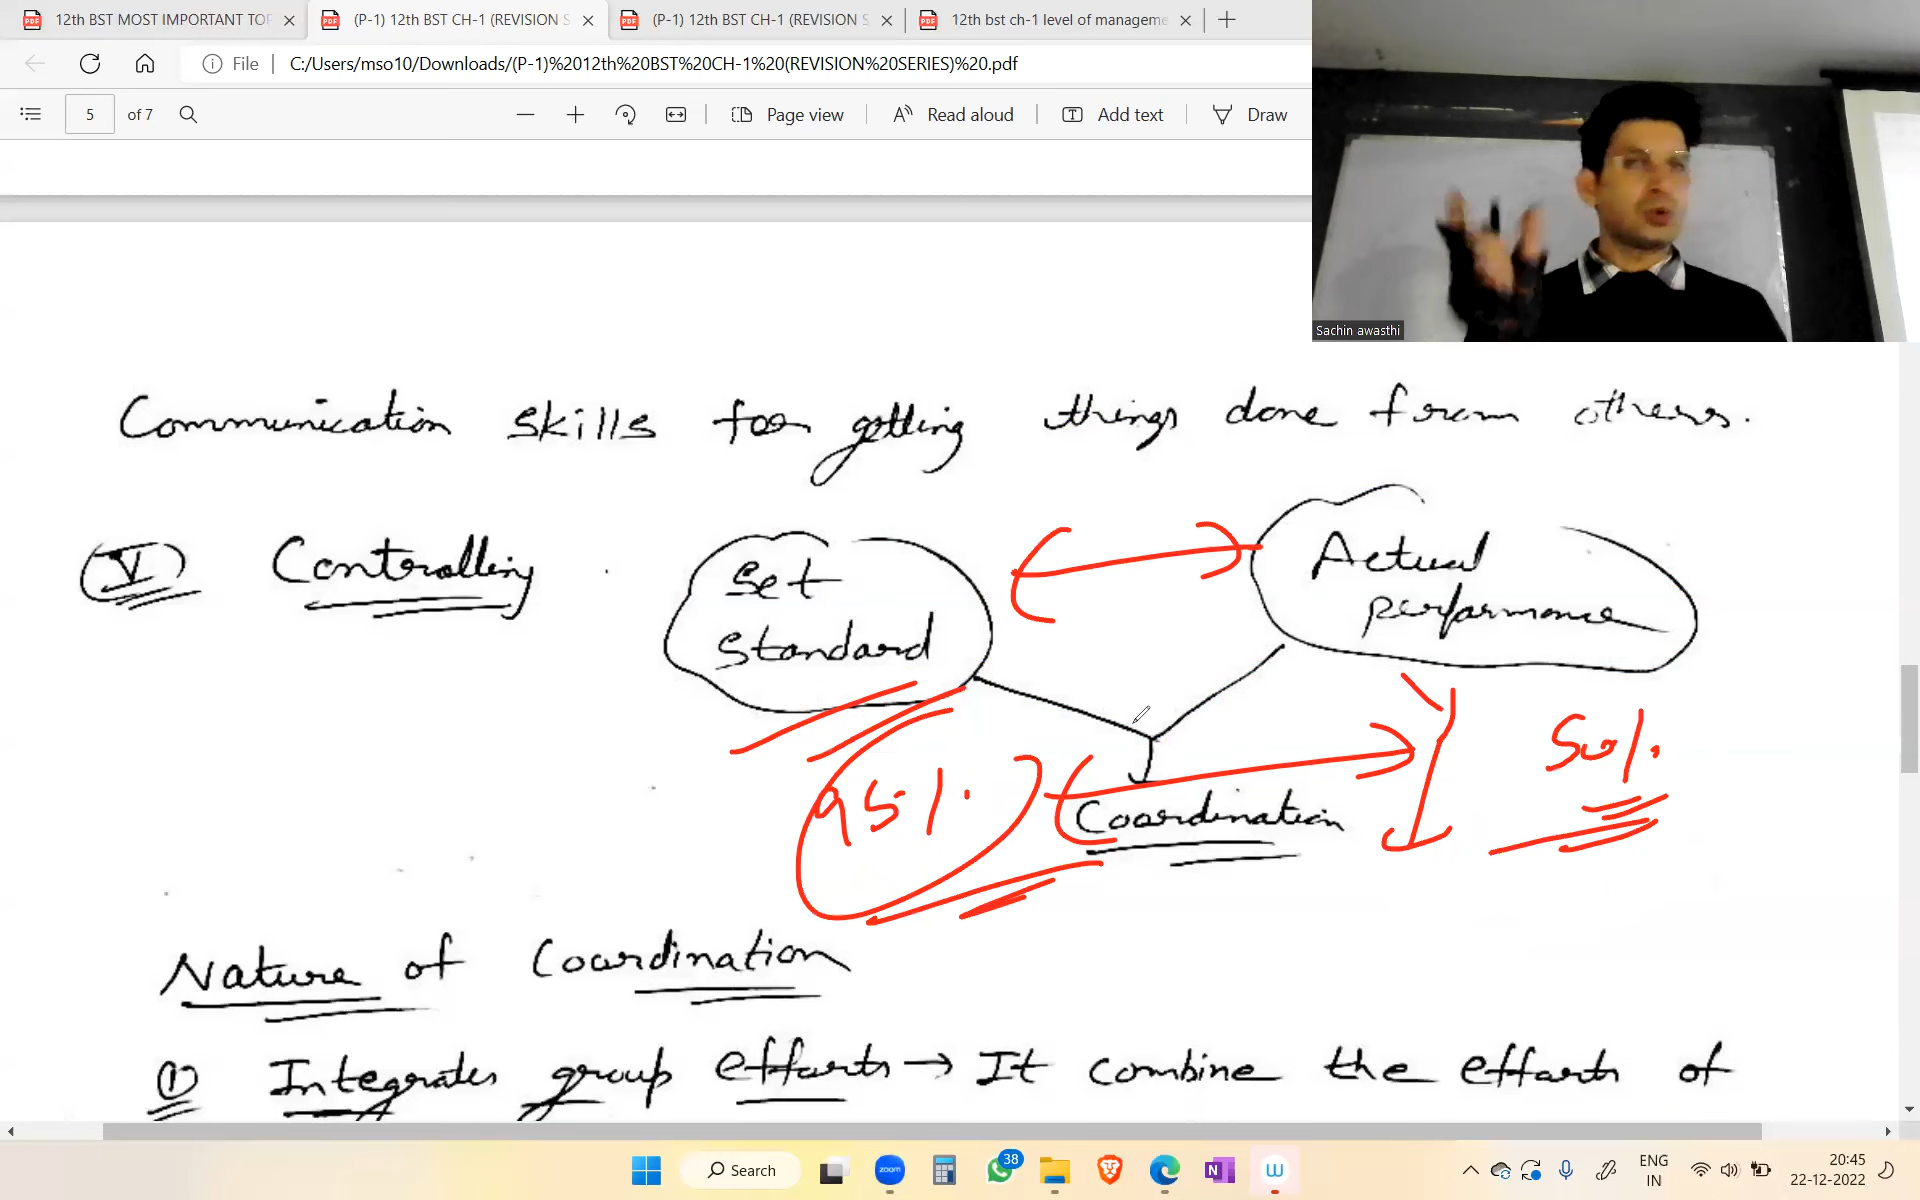 12th BST MOST IMPORTANT TOP
(P-1) 12th BST CH-1 (REVISION S
(P-1) 12th BST CH-1 (REVISION S
12th bst ch-1 level of manageme
File
C:/Users/mso10/Downloads/(P-1)%2012th%20BST%20CH-1%20(REVISION%20SERIES)%20.pdf
5 of 7
Page view
Read aloud
Add text
Draw
Sachin awasthi
Communication skills for getting things done from others.
V Controlling
Set
Standard
Actual
performance
95%.
50%.
Coordination
Nature of Coordination
① Integrates group efforts → It combine the efforts of
Search
zoom
38
ENG
IN
20:45
22-12-2022